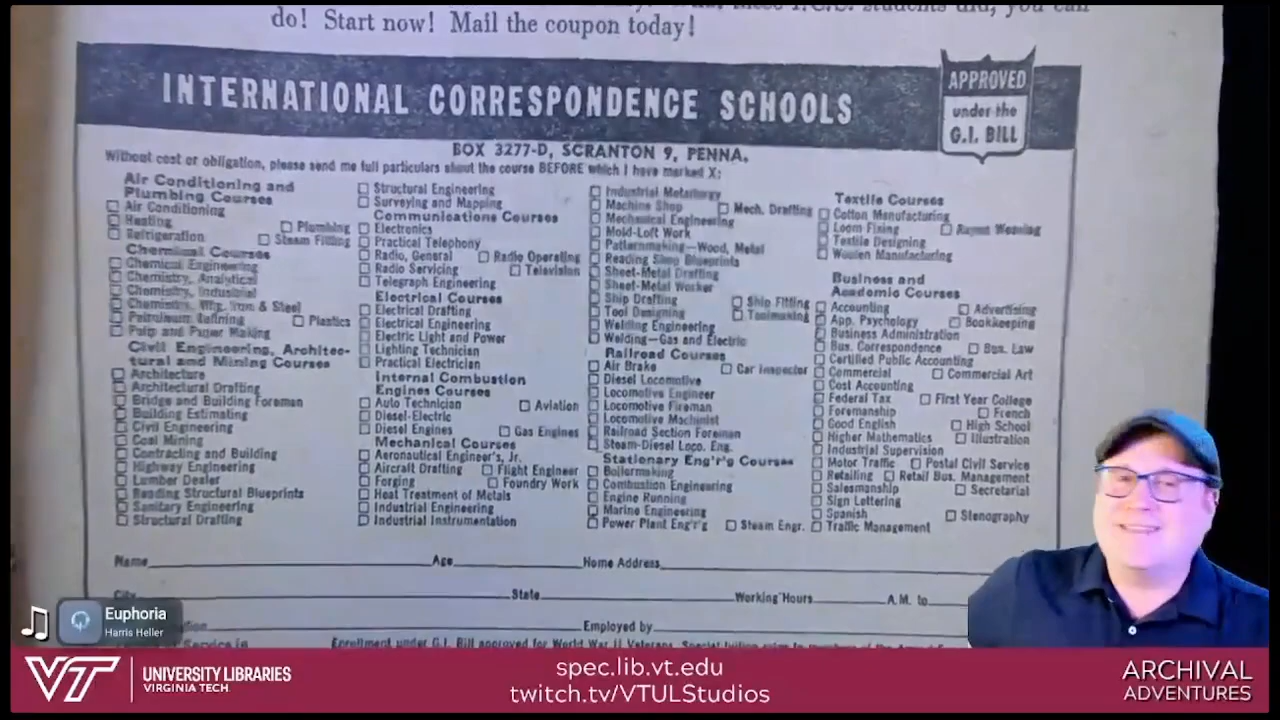 do! Start now! Mail the coupon today!
INTERNATIONAL CORRESPONDENCE SCHOOLS
APPROVED
under the
G.I. BILL
BOX 3277-D, SCRANTON 9, PENNA.
Without cost or obligation, please send me full particulars about the course BEFORE which I have marked X:
Air Conditioning and
Plumbing Courses
Air Conditioning
Heating Plumbing
Refrigeration Steam Fitting
Chemical Courses
Chemical Engineering
Chemistry, Analytical
Chemistry, Industrial
Chemistry, Mfg. Iron & Steel
Petroleum Refining Plastics
Pulp and Paper Making
Civil Engineering, Architec-
tural and Mining Courses
Architecture
Architectural Drafting
Bridge and Building Foreman
Building Estimating
Civil Engineering
Coal Mining
Contracting and Building
Highway Engineering
Lumber Dealer
Reading Structural Blueprints
Sanitary Engineering
Structural Drafting
Structural Engineering
Surveying and Mapping
Communications Courses
Electronics
Practical Telephony
Radio, General Radio Operating
Radio Servicing Television
Telegraph Engineering
Electrical Courses
Electrical Drafting
Electrical Engineering
Electric Light and Power
Lighting Technician
Practical Electrician
Internal Combustion
Engines Courses
Auto Technician Aviation
Diesel-Electric
Diesel Engines Gas Engines
Mechanical Courses
Aeronautical Engineer's, Jr.
Aircraft Drafting Flight Engineer
Forging Foundry Work
Heat Treatment of Metals
Industrial Engineering
Industrial Instrumentation
Industrial Metallurgy
Machine Shop Mech. Drafting
Mechanical Engineering
Mold-Loft Work
Patternmaking—Wood, Metal
Reading Shop Blueprints
Sheet-Metal Drafting
Sheet-Metal Worker
Ship Drafting Ship Fitting
Tool Designing Toolmaking
Welding Engineering
Welding—Gas and Electric
Railroad Courses
Air Brake Car Inspector
Diesel Locomotive
Locomotive Engineer
Locomotive Fireman
Locomotive Machinist
Railroad Section Foreman
Steam-Diesel Loco. Eng.
Stationary Eng'r'g Courses
Boilermaking
Combustion Engineering
Engine Running
Marine Engineering
Power Plant Eng'r'g Steam Engr.
Textile Courses
Cotton Manufacturing
Loom Fixing Rayon Weaving
Textile Designing
Woolen Manufacturing
Business and
Academic Courses
Accounting Advertising
App. Psychology Bookkeeping
Business Administration
Bus. Correspondence Bus. Law
Certified Public Accounting
Commercial Commercial Art
Cost Accounting
Federal Tax First Year College
Foremanship French
Good English High School
Higher Mathematics Illustration
Industrial Supervision
Motor Traffic Postal Civil Service
Retailing Retail Bus. Management
Salesmanship Secretarial
Sign Lettering
Spanish Stenography
Traffic Management
Name Age Home Address
City State Working Hours A.M. to
Employed by
Enrollment under G.I. Bill approved for World War II Veterans.
Euphoria
Harris Heller
VT
UNIVERSITY LIBRARIES
VIRGINIA TECH.
spec.lib.vt.edu
twitch.tv/VTULStudios
ARCHIVAL
ADVENTURES